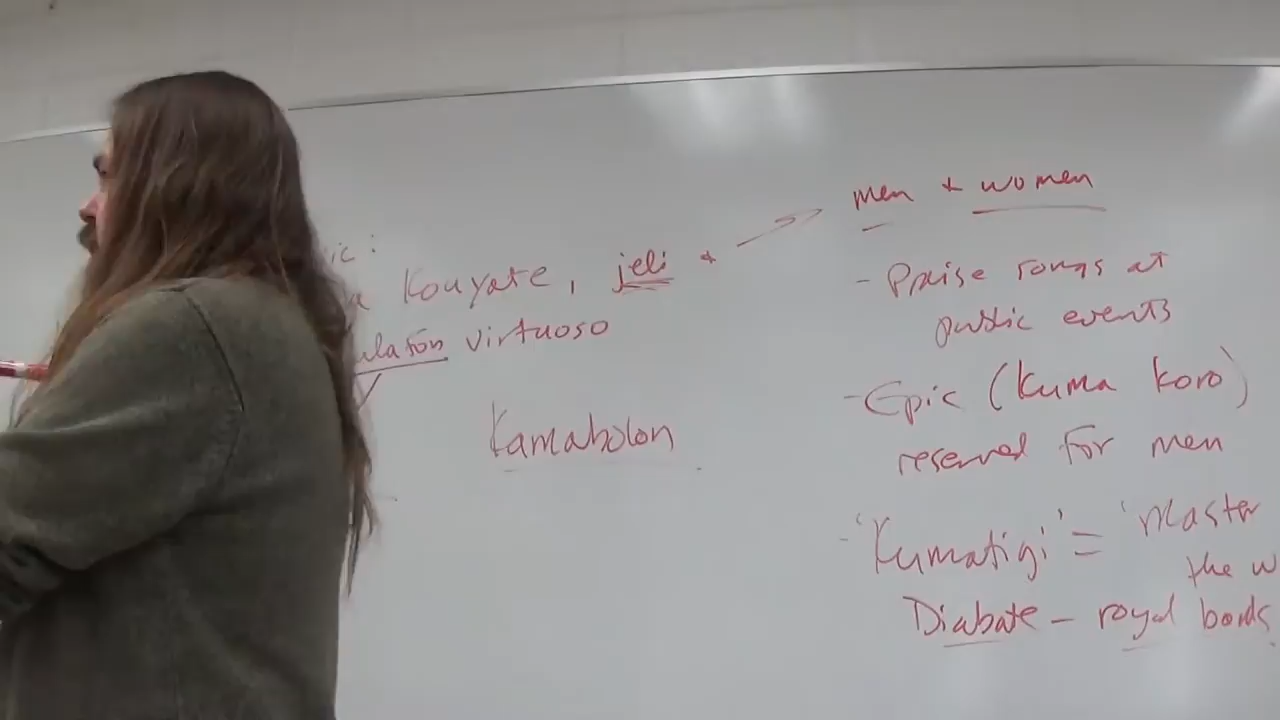 ic:
a Kouyate, jeli +
ulafón virtuoso
Kamabolon
men + women
- Praise songs at
public events
- Epic (Kuma koro)
reserved for men
- 'Kumatigi' = 'Master
the w
Diabate - royal bards